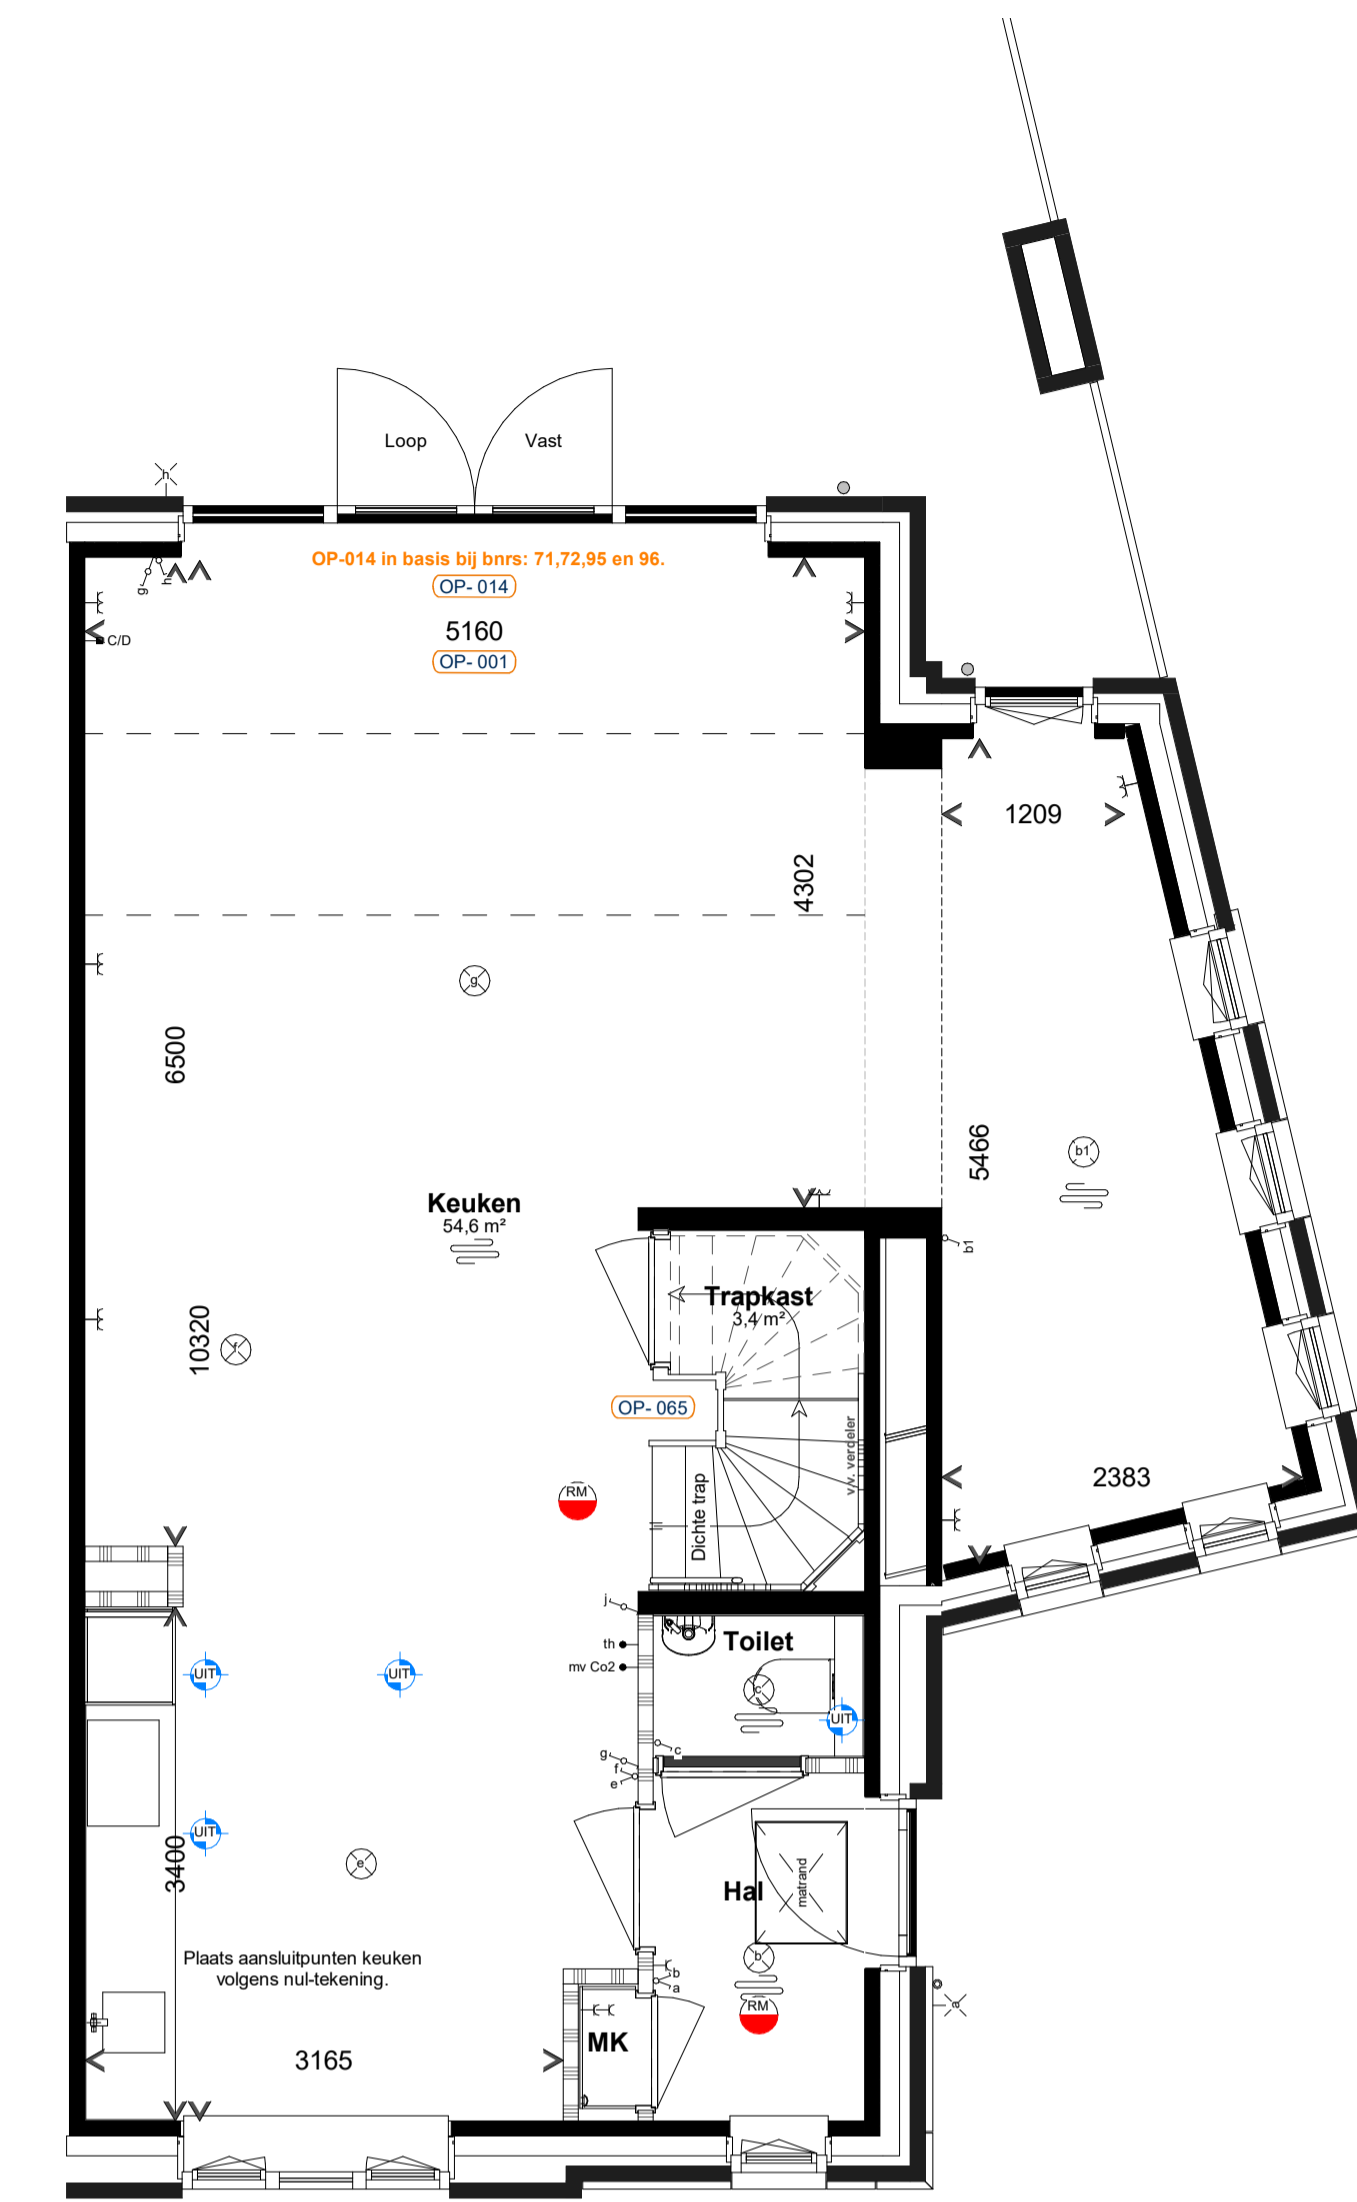 Loop
Vast
h
OP-014 in basis bij bnrs: 71,72,95 en 96.
OP- 014
g
h
5160
C/D
OP- 001
1209
4302
g
6500
5466
b1
Keuken
54,6 m²
b1
Trapkast
3,4 m²
10320
f
OP- 065
v.v. verdeler
2383
RM
Dichte trap
j
th
mv Co2
Toilet
UIT
UIT
c
UIT
c
g
f
e
UIT
3400
e
Hal
matrand
Plaats aansluitpunten keuken
volgens nul-tekening.
b
b
a
RM
a
MK
3165